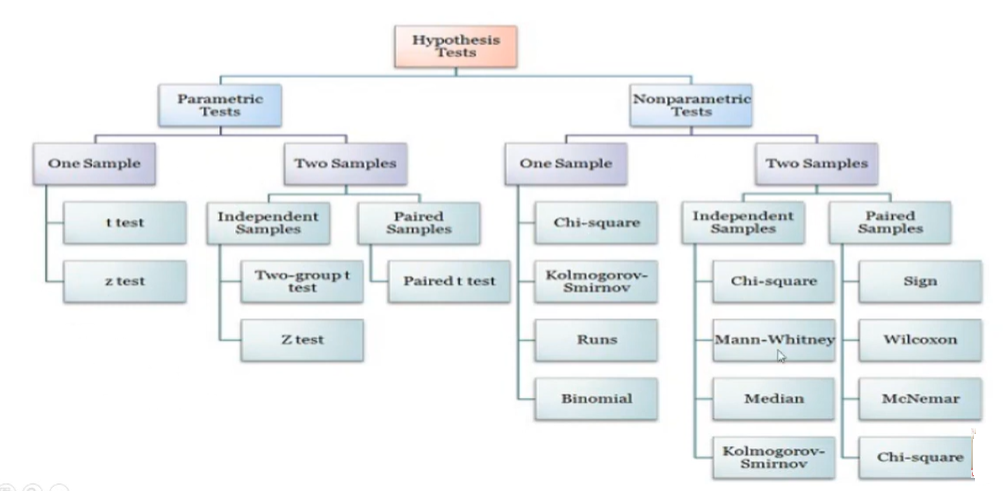 Hypothesis
Tests
Parametric
Tests
Nonparametric
Tests
One Sample
Two Samples
One Sample
Two Samples
t test
z test
Independent
Samples
Two-group t
test
Z test
Paired
Samples
Paired t test
Chi-square
Kolmogorov-
Smirnov
Runs
Binomial
Independent
Samples
Chi-square
Mann-Whitney
Median
Kolmogorov-
Smirnov
Paired
Samples
Sign
Wilcoxon
McNemar
Chi-square